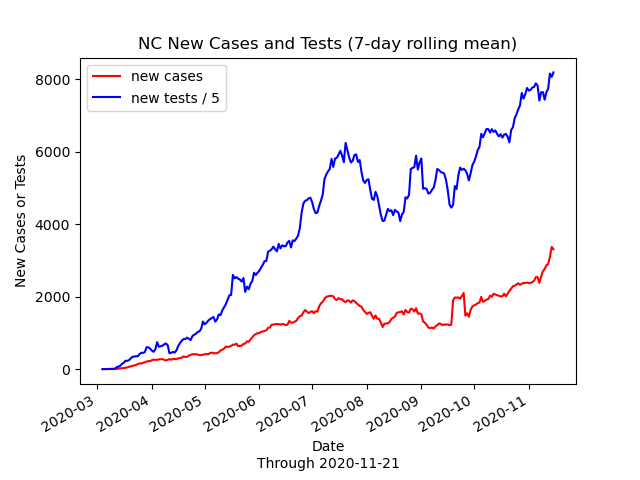 NC New Cases and Tests (7-day rolling mean)
new cases
new tests / 5
New Cases or Tests
8000
6000
4000
2000
0
2020-03
2020-04
2020-05
2020-06
2020-07
2020-08
2020-09
2020-10
2020-11
Date
Through 2020-11-21